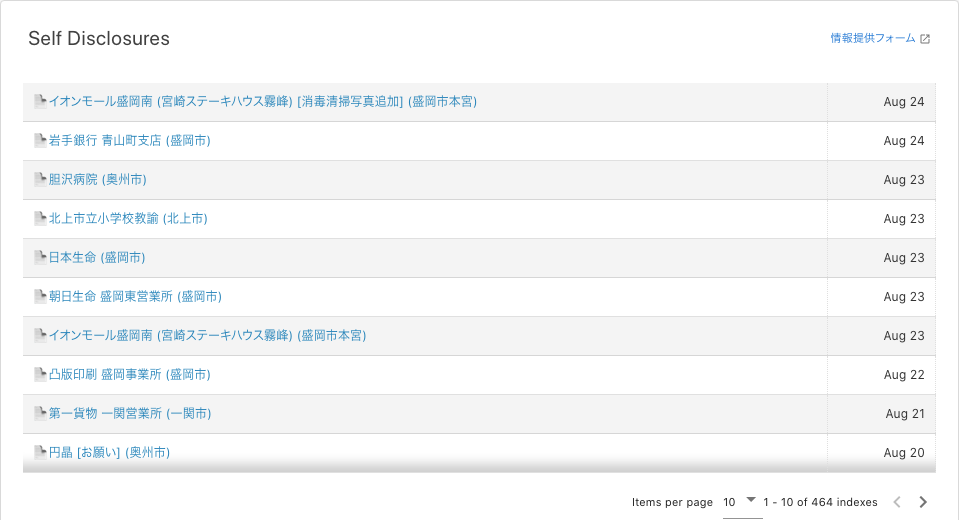 Self Disclosures
情報提供フォーム
イオンモール盛岡南 (宮崎ステーキハウス霧峰) [消毒清掃写真追加] (盛岡市本宮) Aug 24
岩手銀行 青山町支店 (盛岡市) Aug 24
胆沢病院 (奥州市) Aug 23
北上市立小学校教諭 (北上市) Aug 23
日本生命 (盛岡市) Aug 23
朝日生命 盛岡東営業所 (盛岡市) Aug 23
イオンモール盛岡南 (宮崎ステーキハウス霧峰) (盛岡市本宮) Aug 23
凸版印刷 盛岡事業所 (盛岡市) Aug 22
第一貨物 一関営業所 (一関市) Aug 21
円晶 [お願い] (奥州市) Aug 20
Items per page 10 1 - 10 of 464 indexes